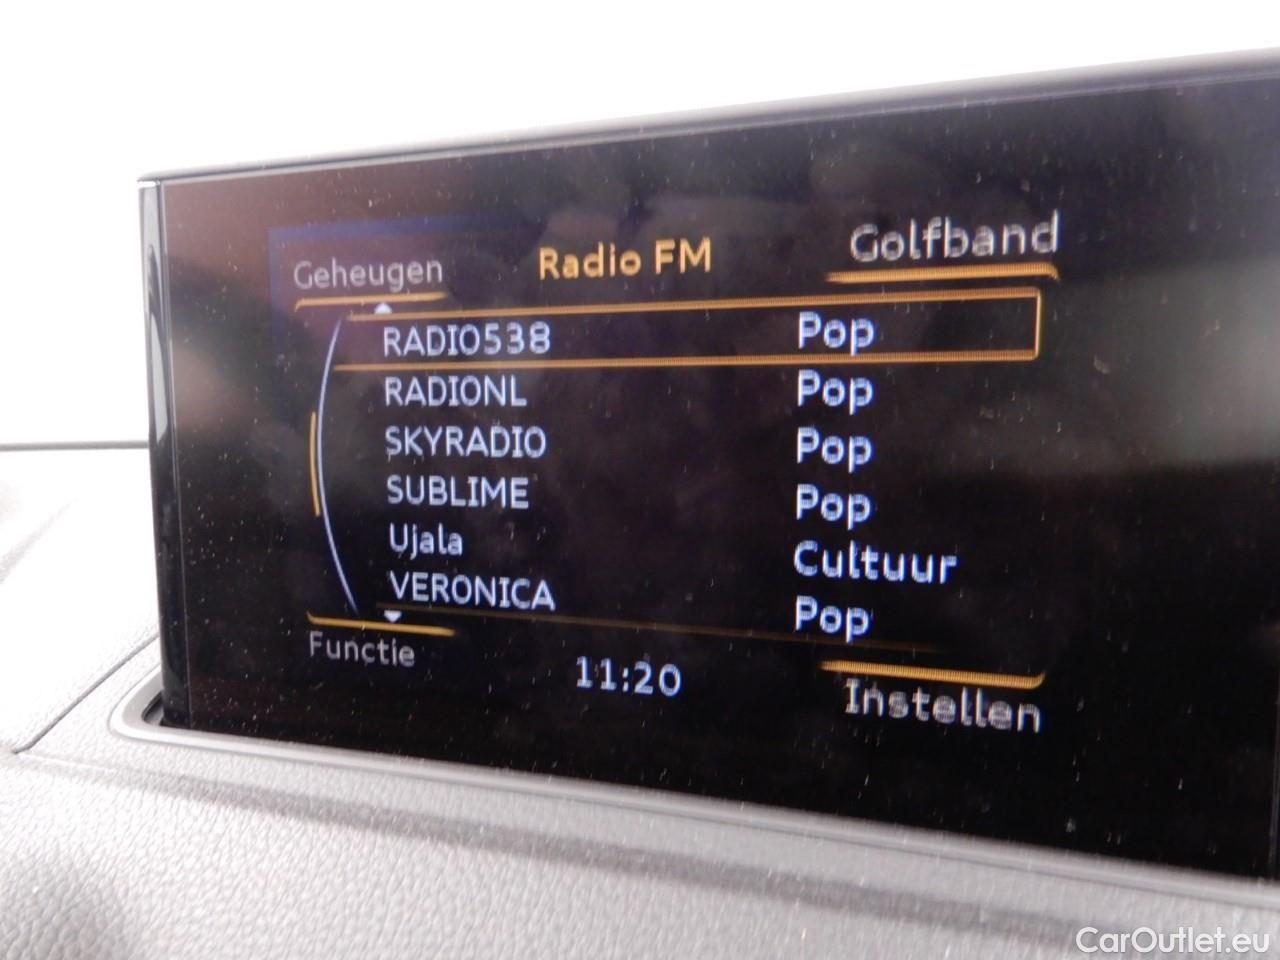 Geheugen Radio FM Golfband
RADIO538 Pop
RADIONL Pop
SKYRADIO Pop
SUBLIME Pop
Ujala Cultuur
VERONICA Pop
Functie 11:20 Instellen
CarOutlet.eu